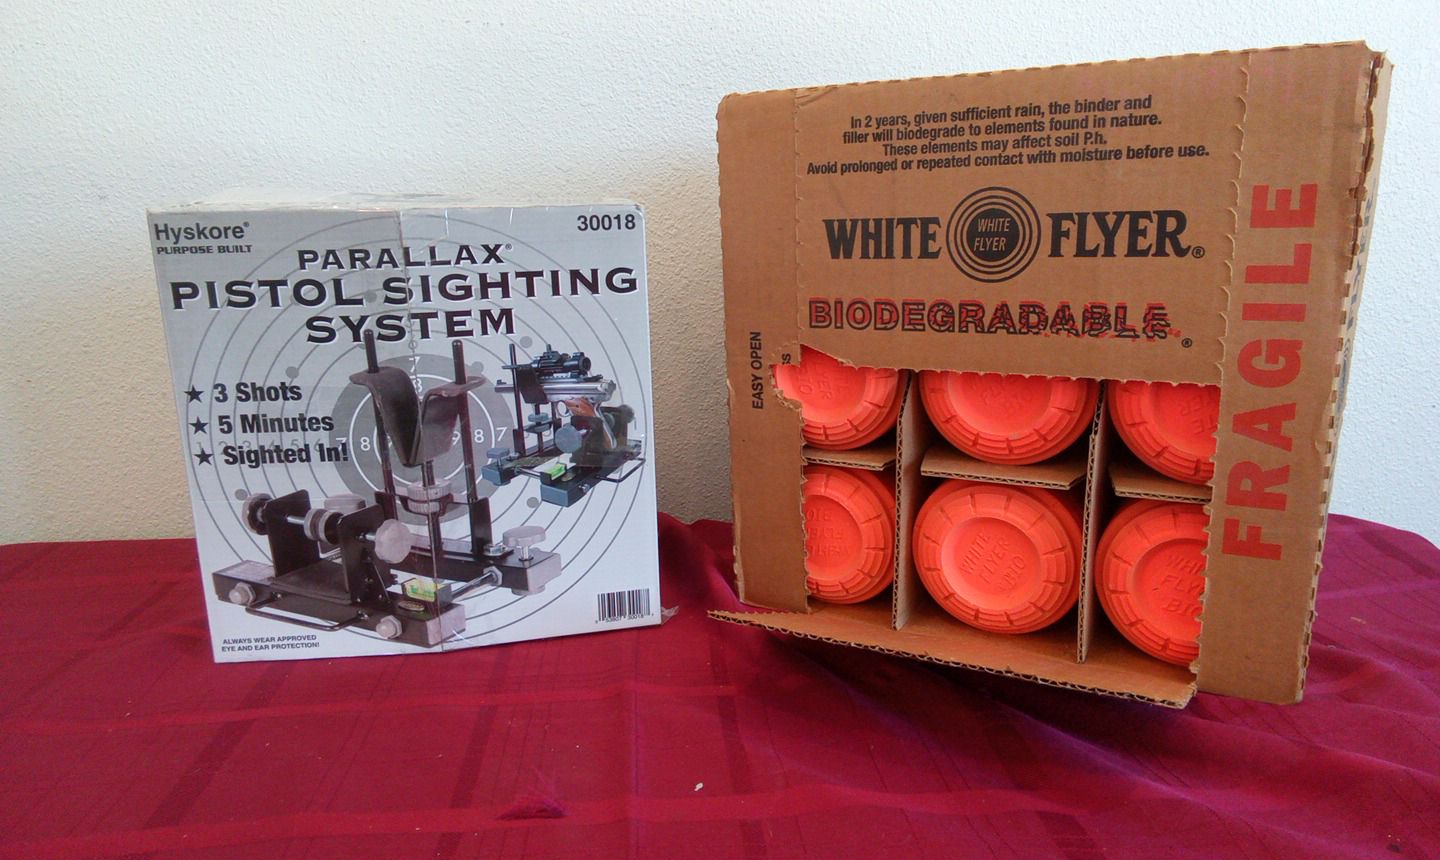 Hyskore®
PURPOSE BUILT
30018
PARALLAX®
PISTOL SIGHTING
SYSTEM
★ 3 Shots
★ 5 Minutes
★ Sighted In!
ALWAYS WEAR APPROVED
EYE AND EAR PROTECTION!
In 2 years, given sufficient rain, the binder and
filler will biodegrade to elements found in nature.
These elements may affect soil P.h.
Avoid prolonged or repeated contact with moisture before use.
WHITE
WHITE
FLYER
FLYER®
BIODEGRADABLE®
EASY OPEN
FRAGILE
WHITE
FLYER
BIO